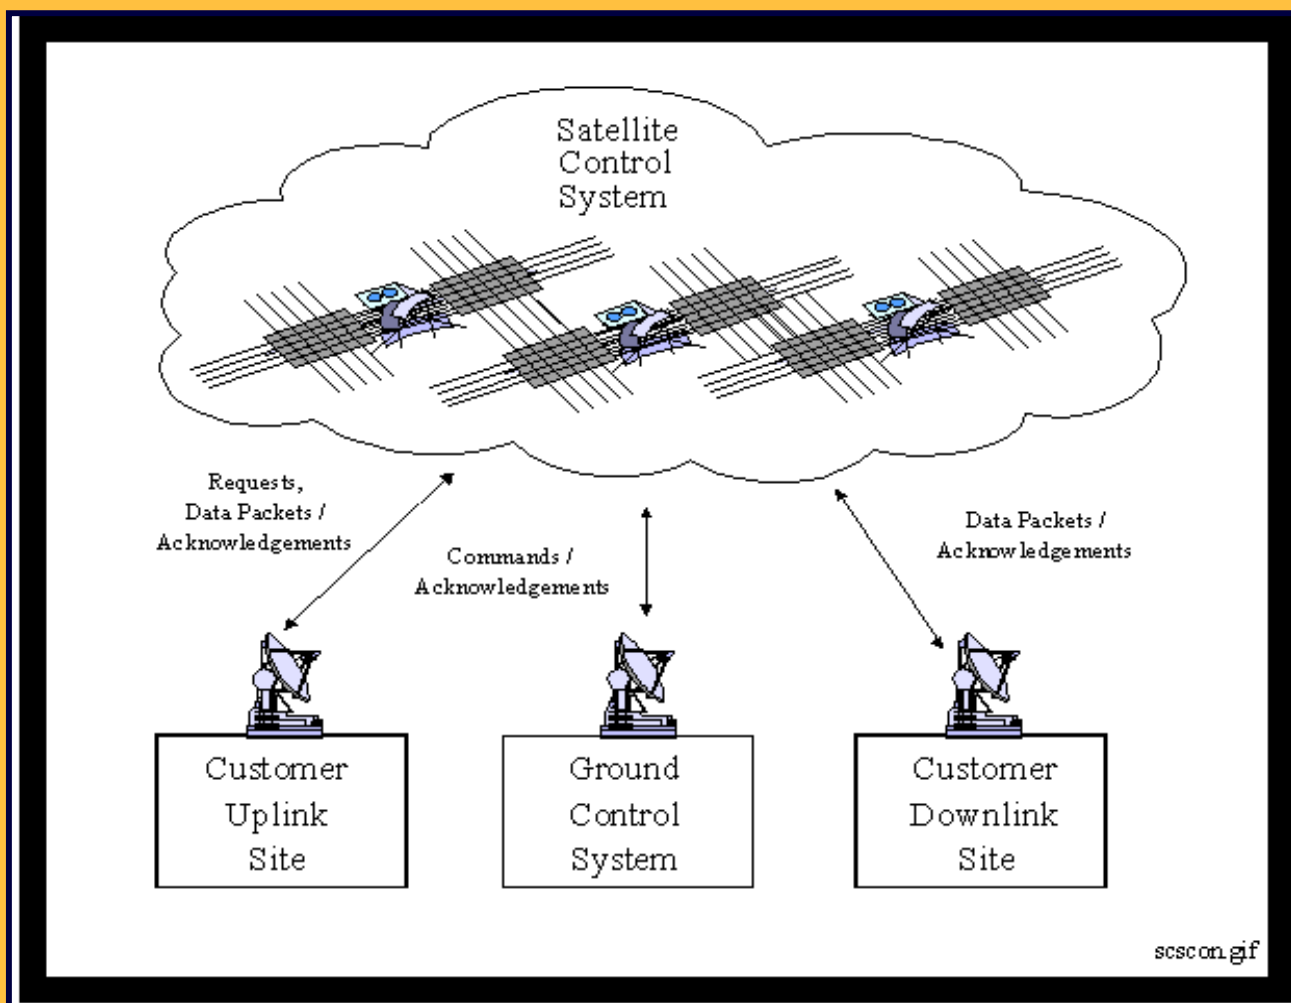 Satellite
Control
System
Requests,
Data Packets /
Acknowledgements
Commands /
Acknowledgements
Data Packets /
Acknowledgements
Customer
Uplink
Site
Ground
Control
System
Customer
Downlink
Site
scscon.gif